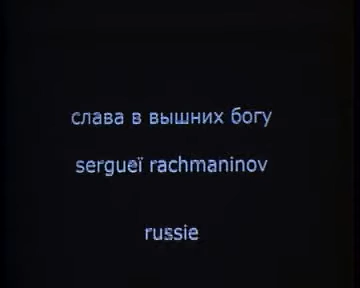 слава в вышних богу
sergueï rachmaninov
russie